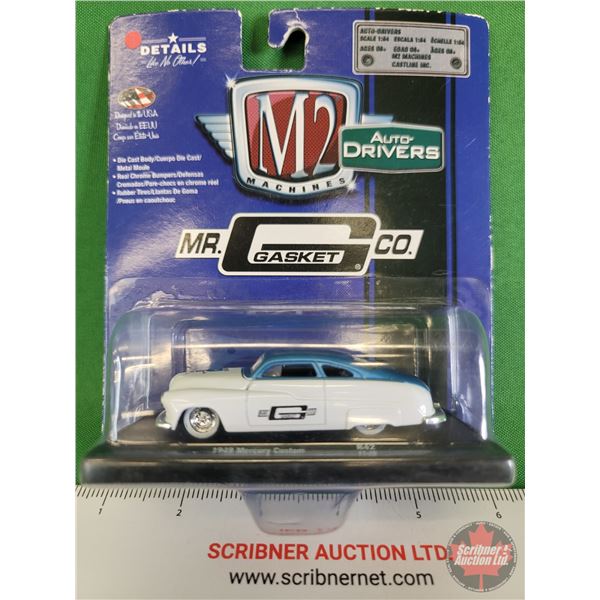 DETAILS
Like No Other!
AUTO-DRIVERS
SCALE 1:64 ESCALA 1:64 ÉCHELLE 1:64
AGES 08+ EDAD 08+ ÂGES 08+
M2 MACHINES
CASTLINE INC.
Designed in the USA
Diseñado en EEUU
Conçu aux États-Unis
M2
MACHINES
AUTO-
DRIVERS
• Die Cast Body/Cuerpo Die Cast/
Metal Moule
• Real Chrome Bumpers/Defensas
Cromadas/Pare-chocs en chrome réel
• Rubber Tires/Llantas De Goma
/Pneus en caoutchouc
MR. GASKET CO.
G
1949 Mercury Custom R42
1 2 5 6
SCRIBNER AUCTION LTD.
www.scribnernet.com
Scribner !
Auction Ltd.